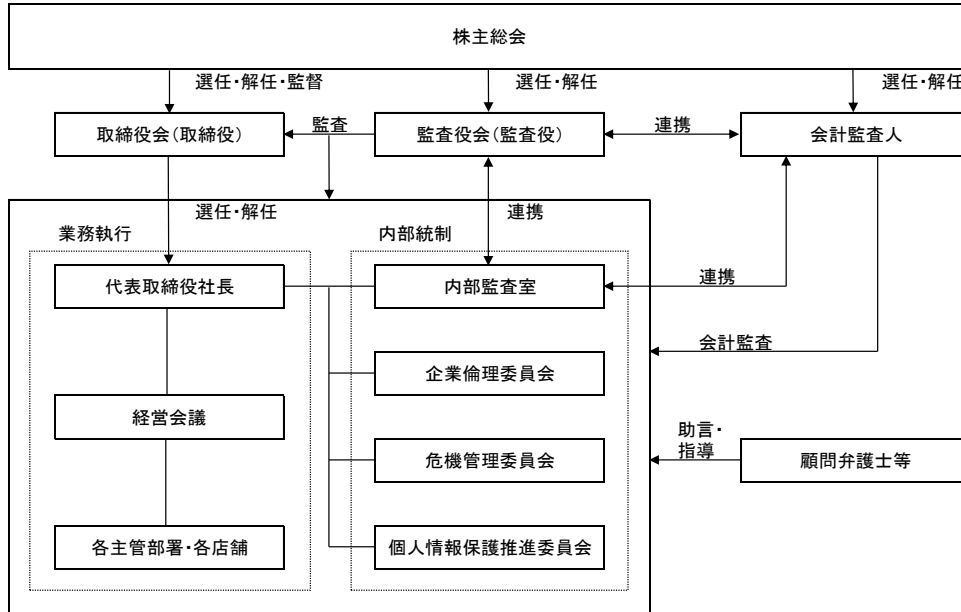 株主総会
選任・解任・監督
選任・解任
選任・解任
取締役会(取締役)
監査
監査役会(監査役)
連携
会計監査人
選任・解任
連携
業務執行
内部統制
代表取締役社長
内部監査室
連携
会計監査
企業倫理委員会
経営会議
助言・
指導
危機管理委員会
顧問弁護士等
各主管部署・各店舗
個人情報保護推進委員会